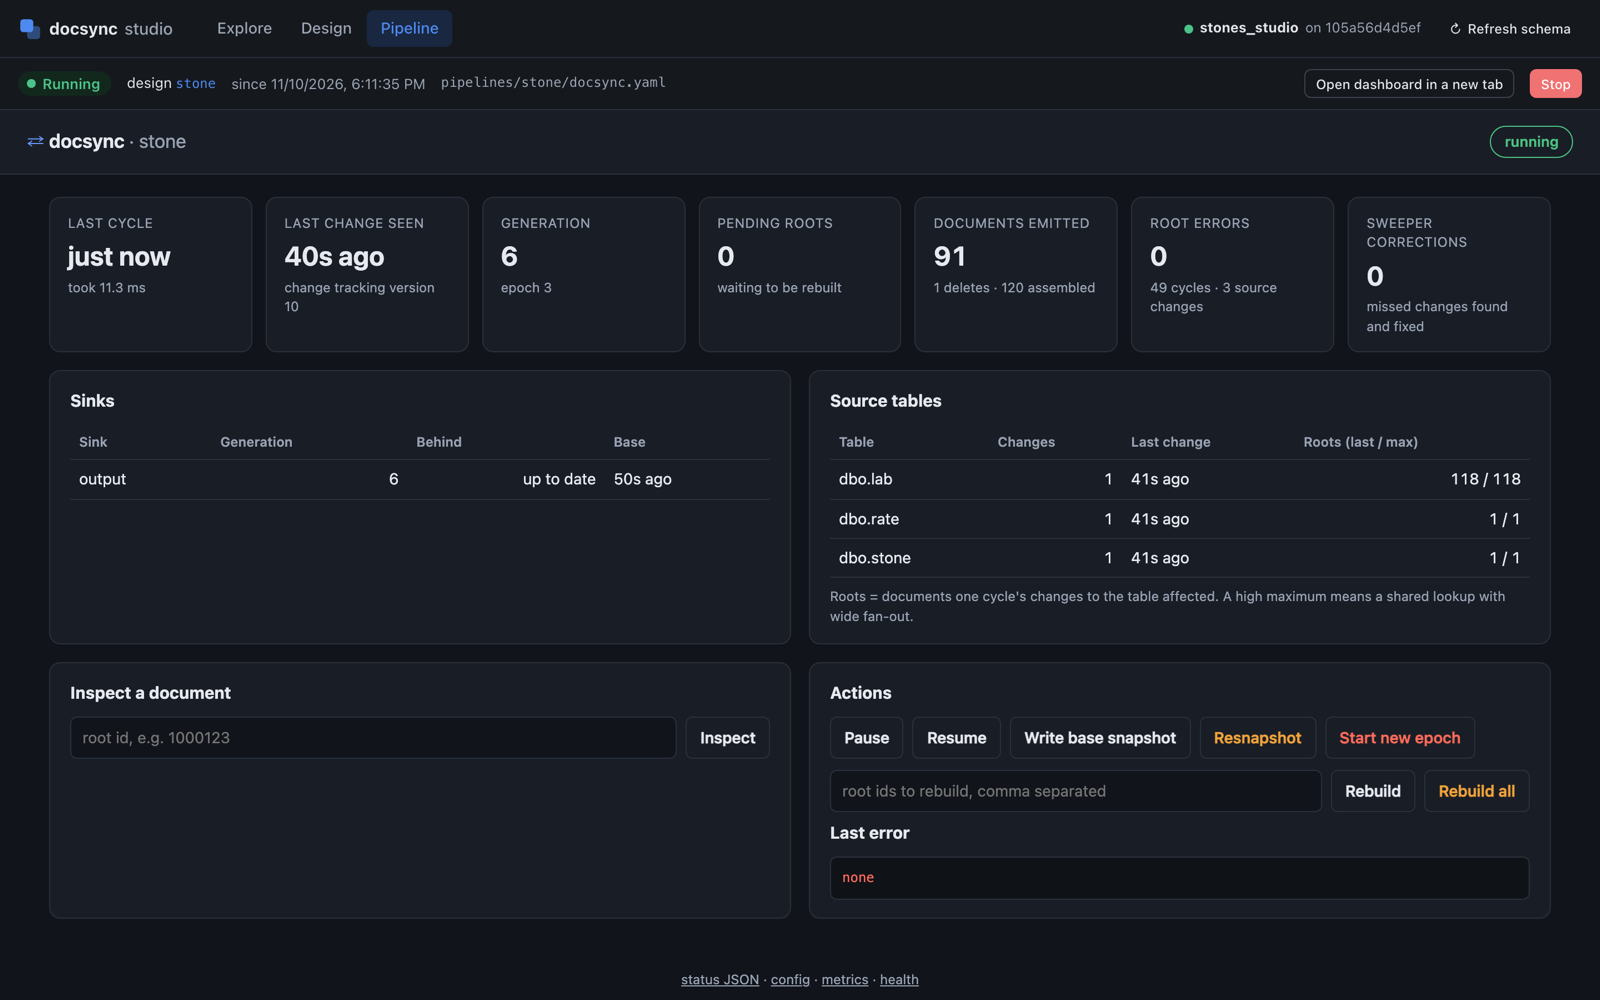 docsync studio Explore Design Pipeline stones_studio on 105a56d4d5ef Refresh schema
Running design stone since 11/10/2026, 6:11:35 PM pipelines/stone/docsync.yaml Open dashboard in a new tab Stop
docsync · stone running
LAST CYCLE
just now
took 11.3 ms
LAST CHANGE SEEN
40s ago
change tracking version
10
GENERATION
6
epoch 3
PENDING ROOTS
0
waiting to be rebuilt
DOCUMENTS EMITTED
91
1 deletes · 120 assembled
ROOT ERRORS
0
49 cycles · 3 source
changes
SWEEPER
CORRECTIONS
0
missed changes found
and fixed
Sinks
Sink Generation Behind Base
output 6 up to date 50s ago
Source tables
Table Changes Last change Roots (last / max)
dbo.lab 1 41s ago 118 / 118
dbo.rate 1 41s ago 1 / 1
dbo.stone 1 41s ago 1 / 1
Roots = documents one cycle's changes to the table affected. A high maximum means a shared lookup with
wide fan-out.
Inspect a document
root id, e.g. 1000123 Inspect
Actions
Pause Resume Write base snapshot Resnapshot Start new epoch
root ids to rebuild, comma separated Rebuild Rebuild all
Last error
none
status JSON · config · metrics · health